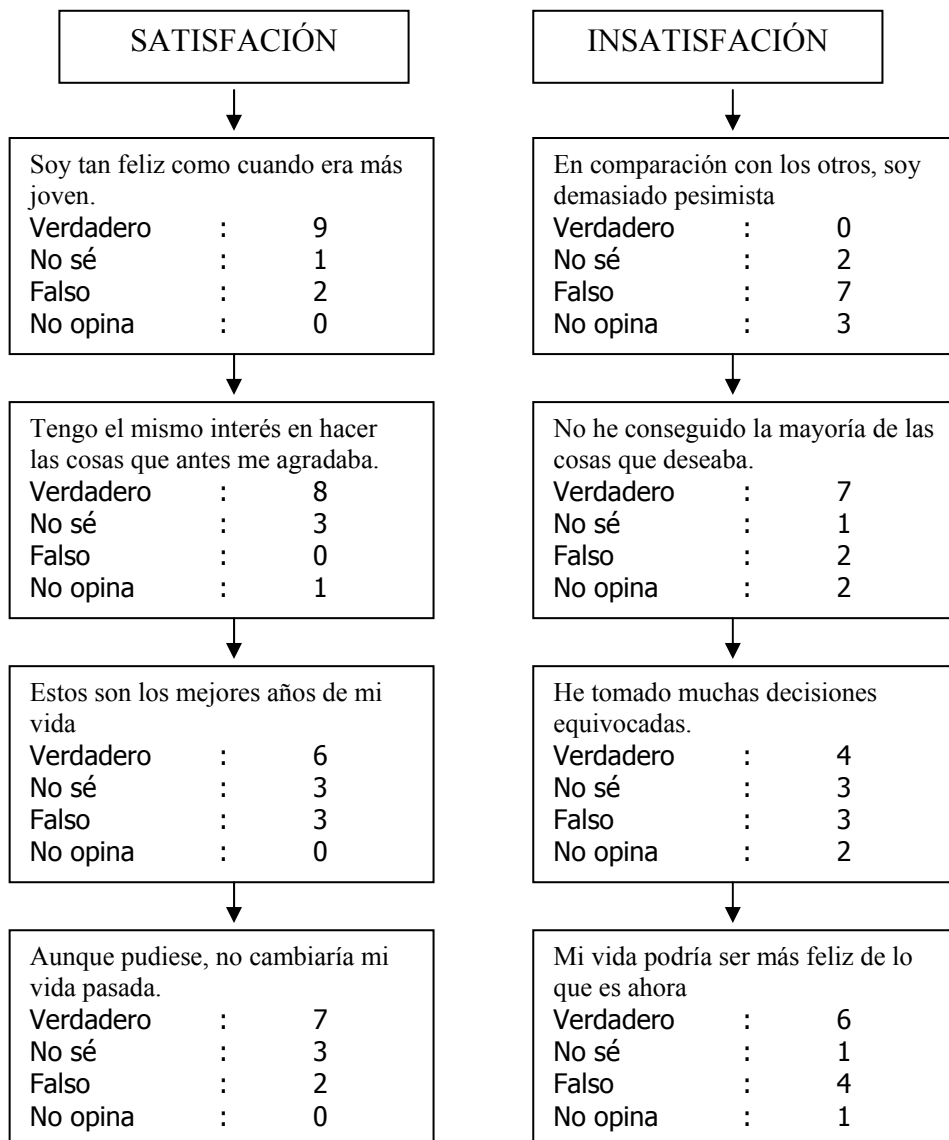 SATISFACIÓN
Soy tan feliz como cuando era más
joven.
Verdadero : 9
No sé : 1
Falso : 2
No opina : 0
Tengo el mismo interés en hacer
las cosas que antes me agradaba.
Verdadero : 8
No sé : 3
Falso : 0
No opina : 1
Estos son los mejores años de mi
vida
Verdadero : 6
No sé : 3
Falso : 3
No opina : 0
Aunque pudiese, no cambiaría mi
vida pasada.
Verdadero : 7
No sé : 3
Falso : 2
No opina : 0
INSATISFACIÓN
En comparación con los otros, soy
demasiado pesimista
Verdadero : 0
No sé : 2
Falso : 7
No opina : 3
No he conseguido la mayoría de las
cosas que deseaba.
Verdadero : 7
No sé : 1
Falso : 2
No opina : 2
He tomado muchas decisiones
equivocadas.
Verdadero : 4
No sé : 3
Falso : 3
No opina : 2
Mi vida podría ser más feliz de lo
que es ahora
Verdadero : 6
No sé : 1
Falso : 4
No opina : 1